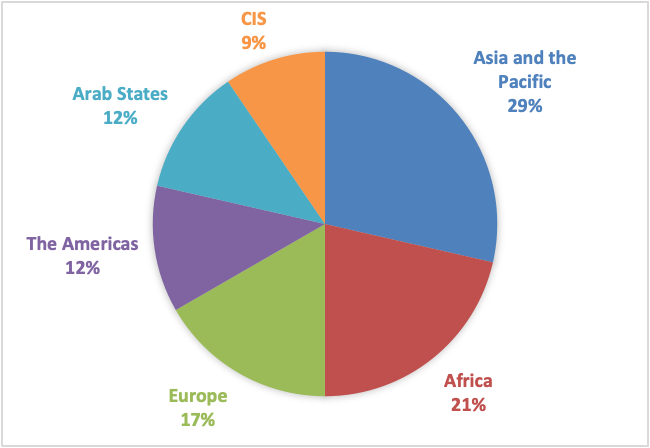 CIS
9%
Asia and the
Pacific
29%
Arab States
12%
The Americas
12%
Africa
21%
Europe
17%